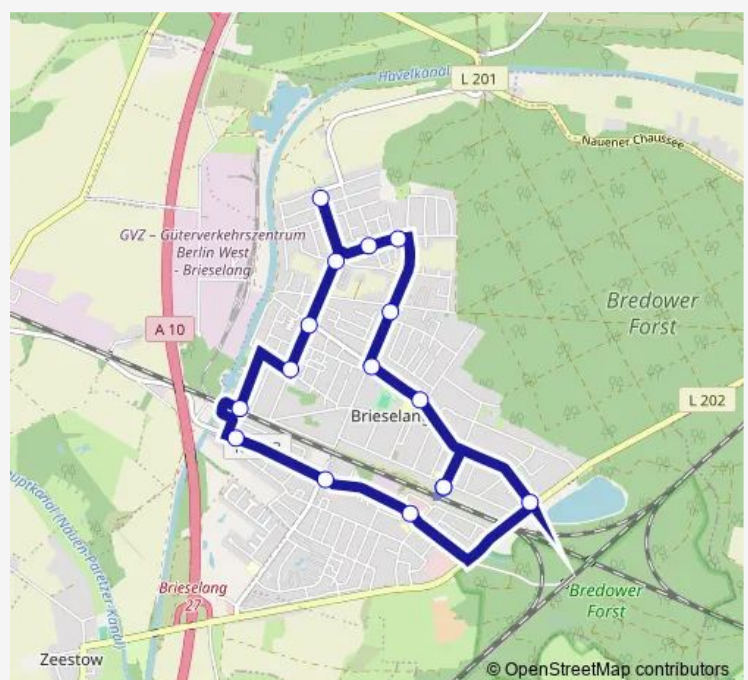 Havelkanal
L 201
Nauener Chaussee
GVZ – Güterverkehrszentrum
Berlin West
- Brieselang
Bredower
Forst
A 10
L 202
Brieselang
Brieselang
27
Bredower
Forst
Zeestow
© OpenStreetMap contributors